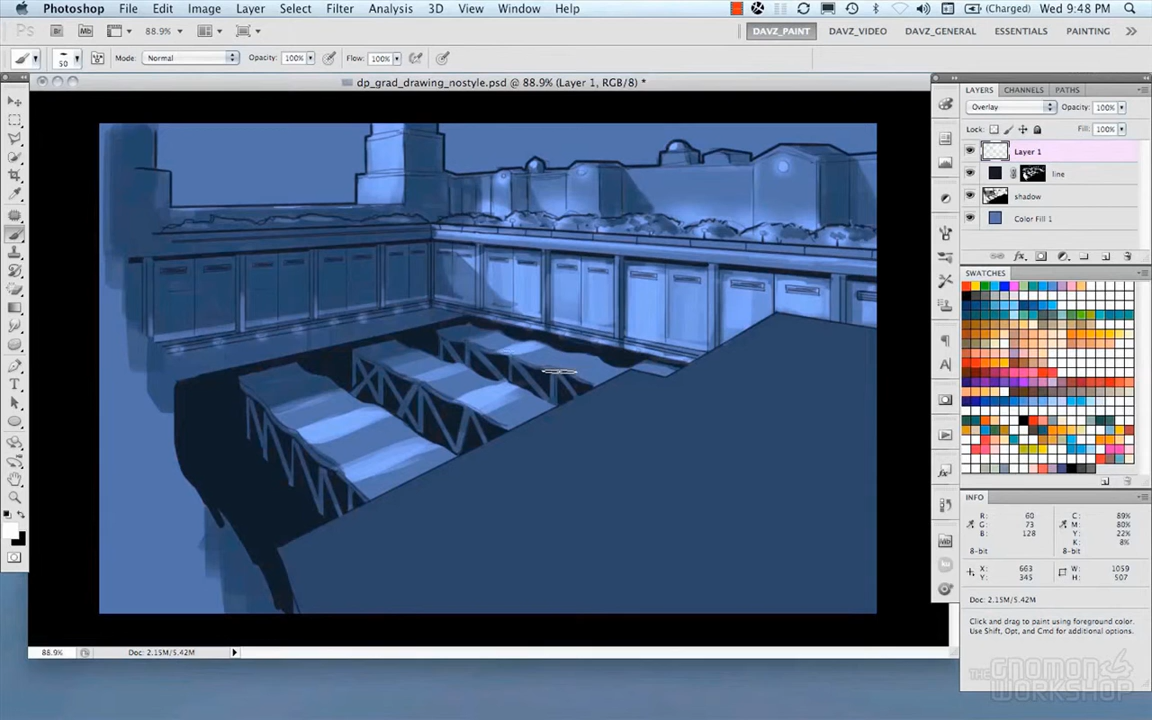 Photoshop File Edit Image Layer Select Filter Analysis 3D View Window Help (Charged) Wed 9:48 PM
Ps Br Mb 88.9% DAVZ_PAINT DAVZ_VIDEO DAVZ_GENERAL ESSENTIALS PAINTING
50 Mode: Normal Opacity: 100% Flow: 100%
dp_grad_drawing_nostyle.psd @ 88.9% (Layer 1, RGB/8) *
LAYERS CHANNELS PATHS
Overlay Opacity: 100%
Lock: Fill: 100%
Layer 1
line
shadow
Color Fill 1
SWATCHES
INFO
R: 60 C: 89%
G: 73 M: 80%
B: 128 Y: 22%
K: 8%
8-bit 8-bit
X: 663 W: 1059
Y: 345 H: 507
Doc: 2.15M/5.42M
Click and drag to paint using foreground color.
Use Shift, Opt, and Cmd for additional options.
88.9% Doc: 2.15M/5.42M
THE GNOMON
WORKSHOP